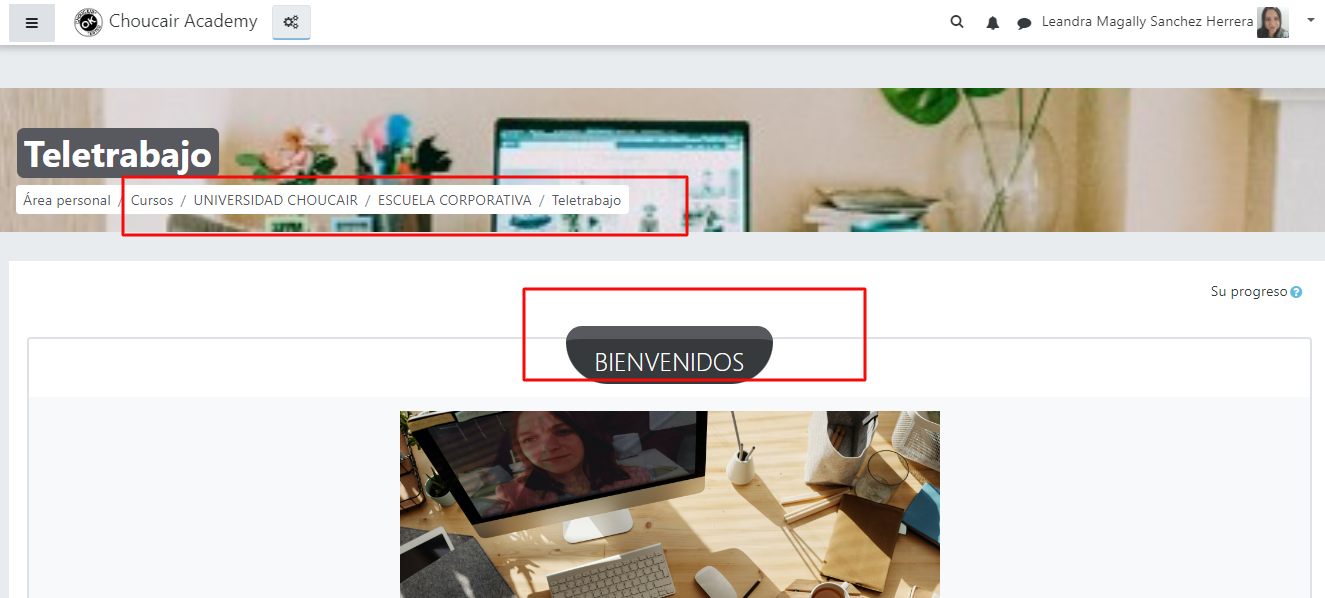 Choucair Academy
Leandra Magally Sanchez Herrera
Teletrabajo
Área personal / Cursos / UNIVERSIDAD CHOUCAIR / ESCUELA CORPORATIVA / Teletrabajo
Su progreso
BIENVENIDOS